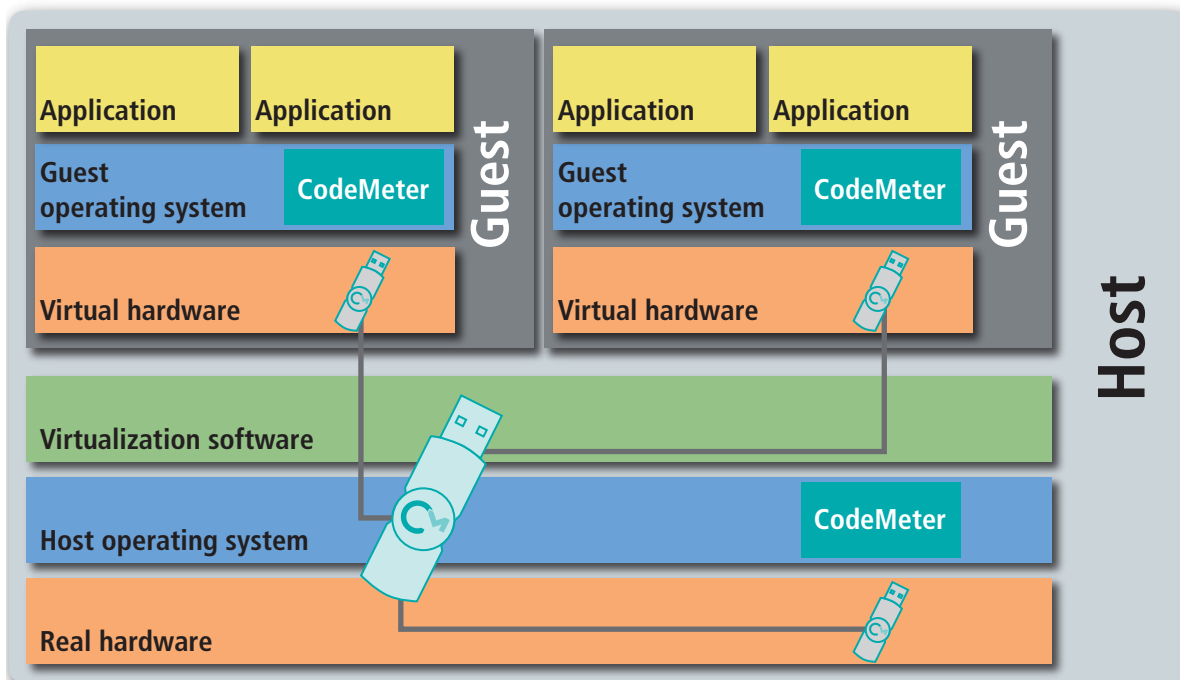 Application
Application
Guest
operating system
CodeMeter
Virtual hardware
Guest
Application
Application
Guest
operating system
CodeMeter
Virtual hardware
Guest
Host
Virtualization software
Host operating system
CodeMeter
Real hardware